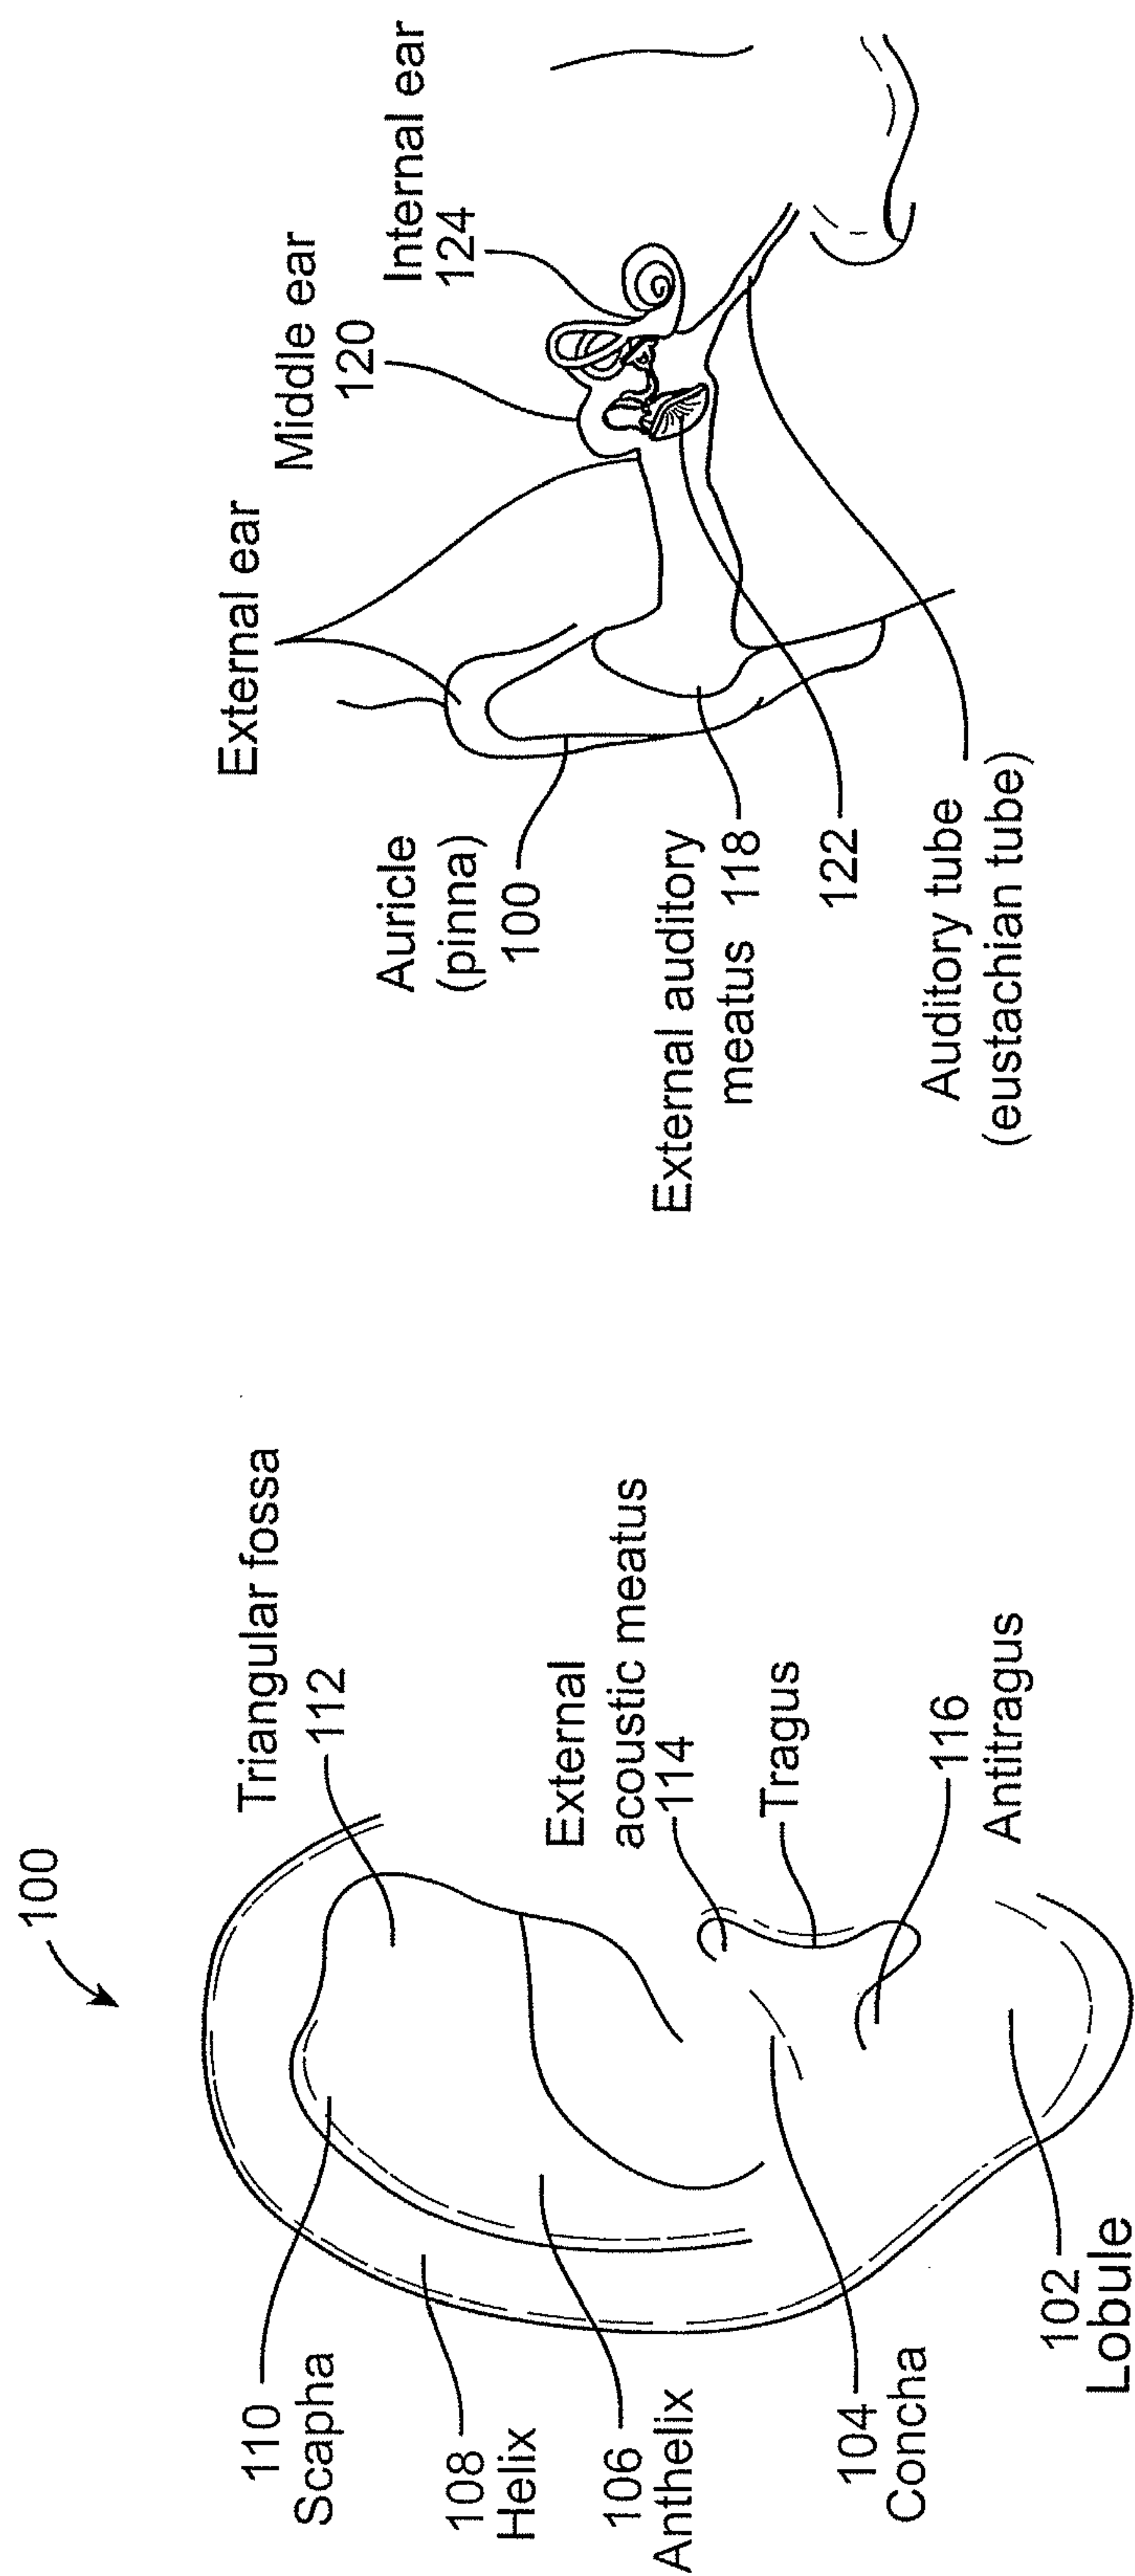 100
110
Scapha
108
Helix
106
Anthelix
104
Concha
102
Lobule
Triangular fossa
112
External
acoustic meatus
114
Tragus
116
Antitragus
External ear
Middle ear
120
Internal ear
124
Auricle
(pinna)
100
External auditory
meatus 118
122
Auditory tube
(eustachian tube)